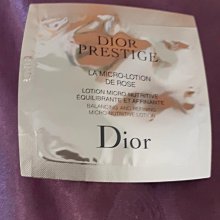 DIOR
PRESTIGE
LA MICRO-LOTION
DE ROSE
LOTION MICRO-NUTRITIVE
ÉQUILIBRANTE ET AFFINANTE
BALANCING AND REFINING
MICRO-NUTRITIVE LOTION
Dior